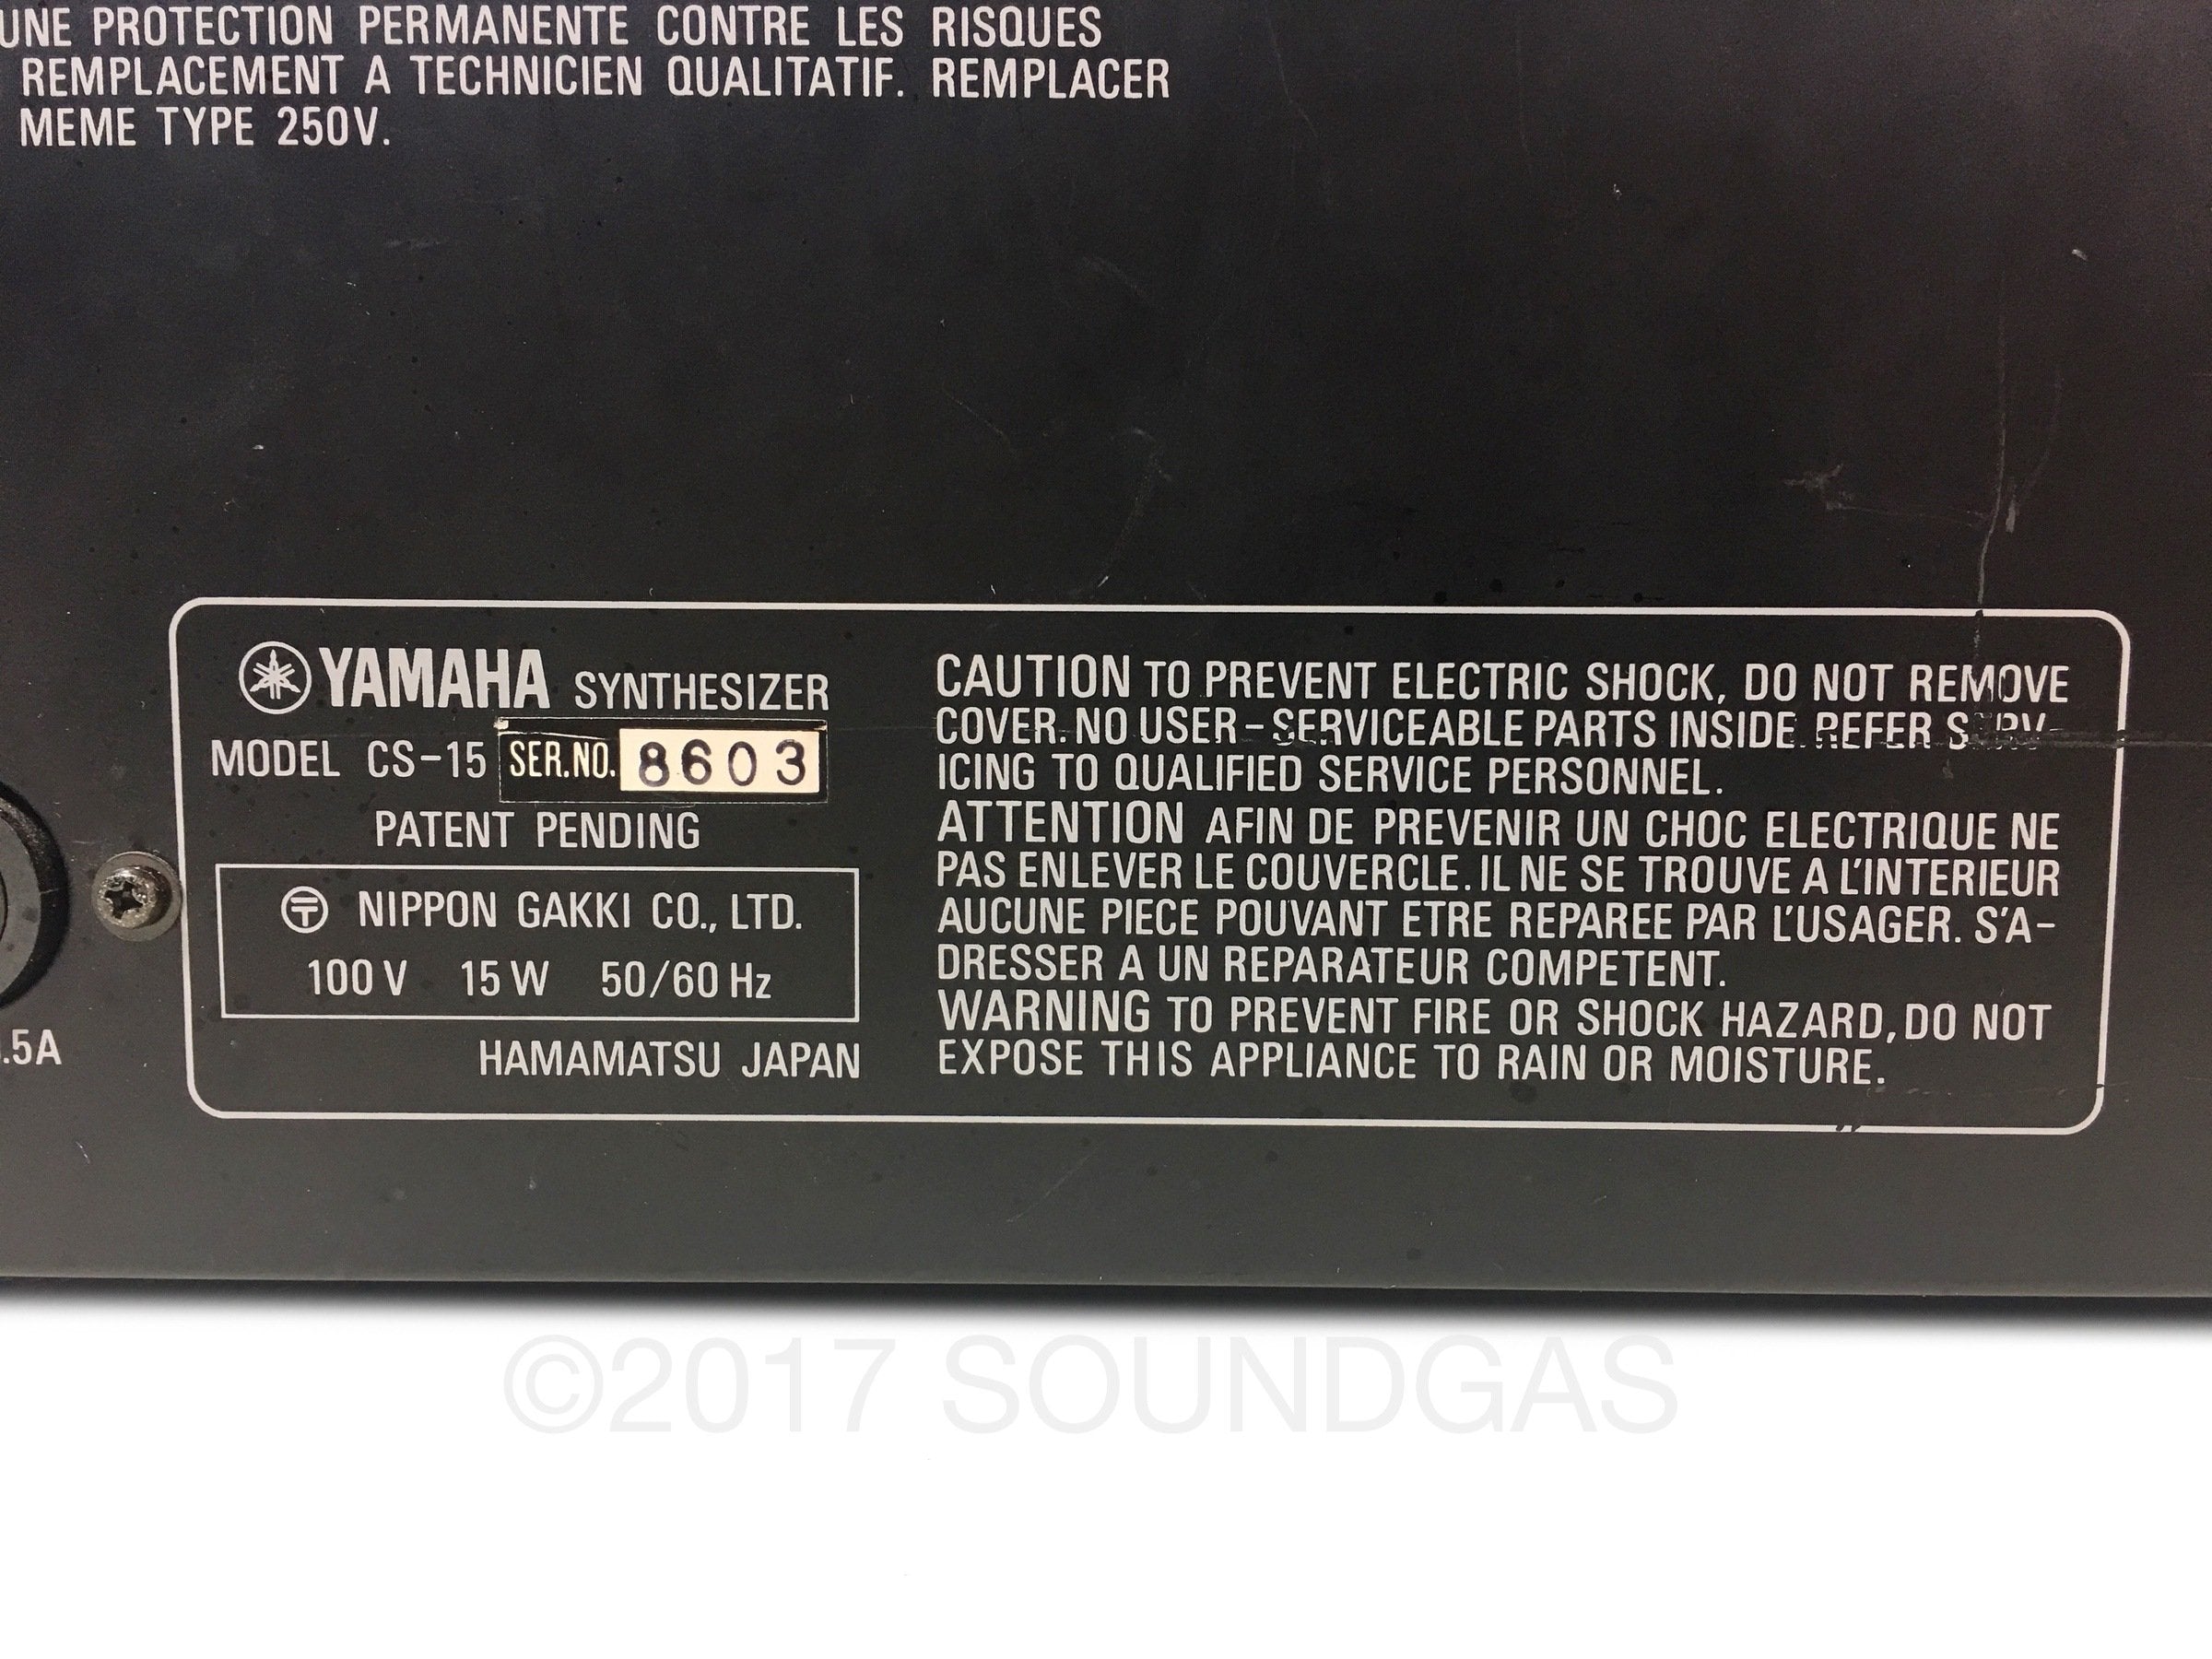 UNE PROTECTION PERMANENTE CONTRE LES RISQUES
REMPLACEMENT A TECHNICIEN QUALITATIF. REMPLACER
MEME TYPE 250V.
YAMAHA SYNTHESIZER
MODEL CS-15 SER.NO. 8603
PATENT PENDING
NIPPON GAKKI CO., LTD.
100 V 15 W 50/60 Hz
HAMAMATSU JAPAN
.5A
CAUTION TO PREVENT ELECTRIC SHOCK, DO NOT REMOVE
COVER. NO USER-SERVICEABLE PARTS INSIDE. REFER SERV-
ICING TO QUALIFIED SERVICE PERSONNEL.
ATTENTION AFIN DE PREVENIR UN CHOC ELECTRIQUE NE
PAS ENLEVER LE COUVERCLE. IL NE SE TROUVE A L'INTERIEUR
AUCUNE PIECE POUVANT ETRE REPAREE PAR L'USAGER. S'A-
DRESSER A UN REPARATEUR COMPETENT.
WARNING TO PREVENT FIRE OR SHOCK HAZARD, DO NOT
EXPOSE THIS APPLIANCE TO RAIN OR MOISTURE.
©2017 SOUNDGAS